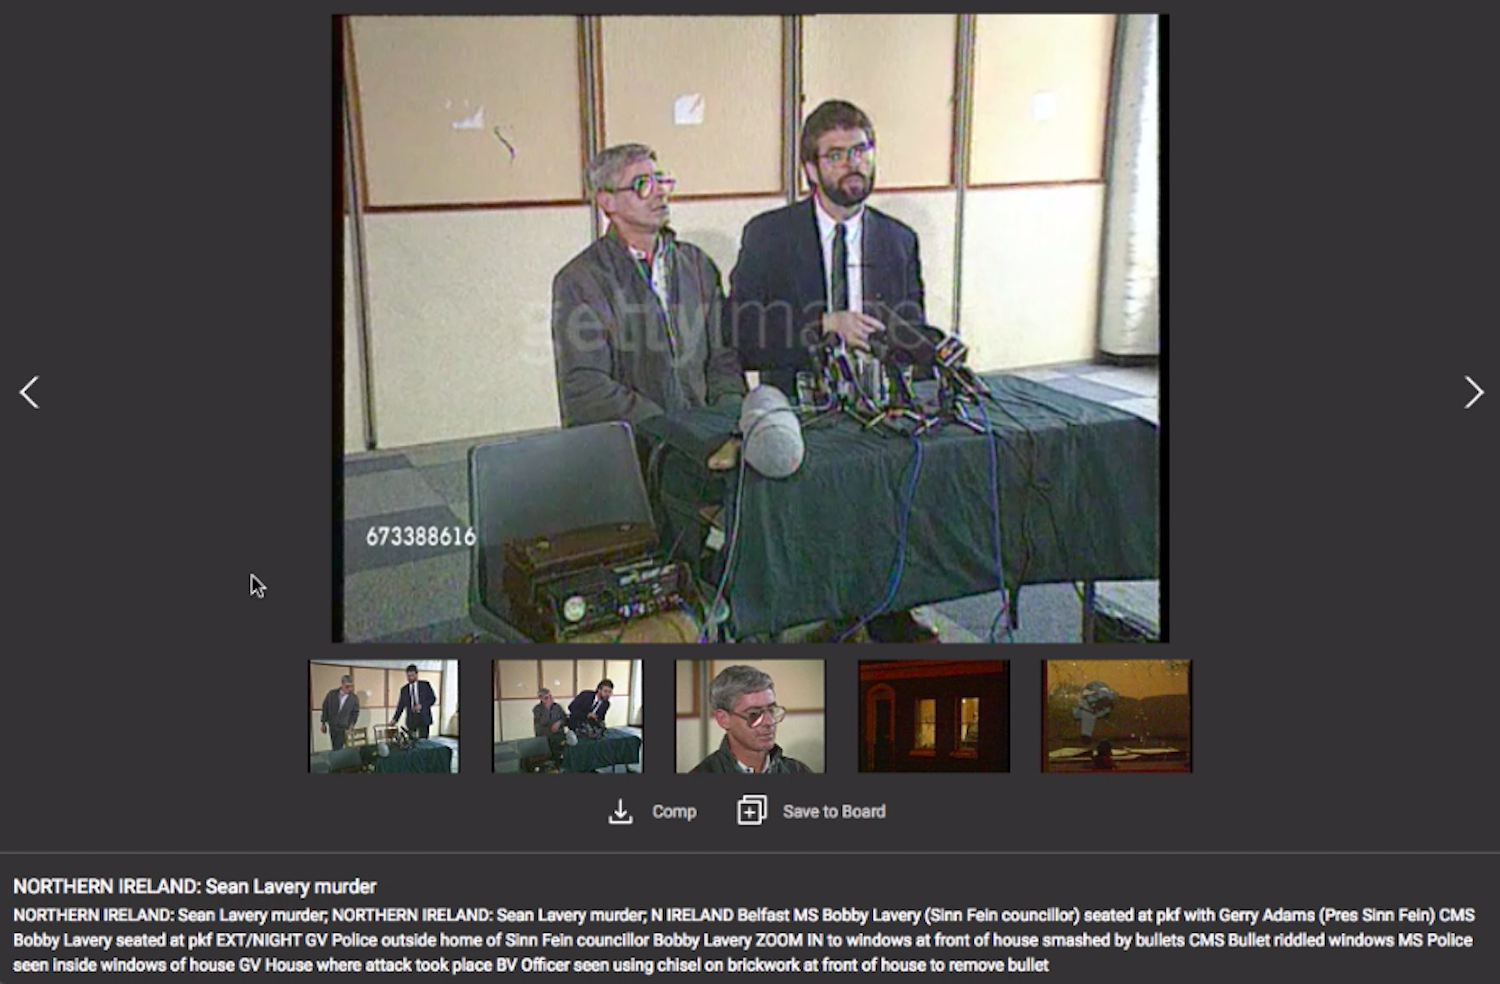 gettyimages
673388616
Comp
Save to Board
NORTHERN IRELAND: Sean Lavery murder
NORTHERN IRELAND: Sean Lavery murder; NORTHERN IRELAND: Sean Lavery murder; N IRELAND Belfast MS Bobby Lavery (Sinn Fein councillor) seated at pkf with Gerry Adams (Pres Sinn Fein) CMS
Bobby Lavery seated at pkf EXT/NIGHT GV Police outside home of Sinn Fein councillor Bobby Lavery ZOOM IN to windows at front of house smashed by bullets CMS Bullet riddled windows MS Police
seen inside windows of house GV House where attack took place BV Officer seen using chisel on brickwork at front of house to remove bullet